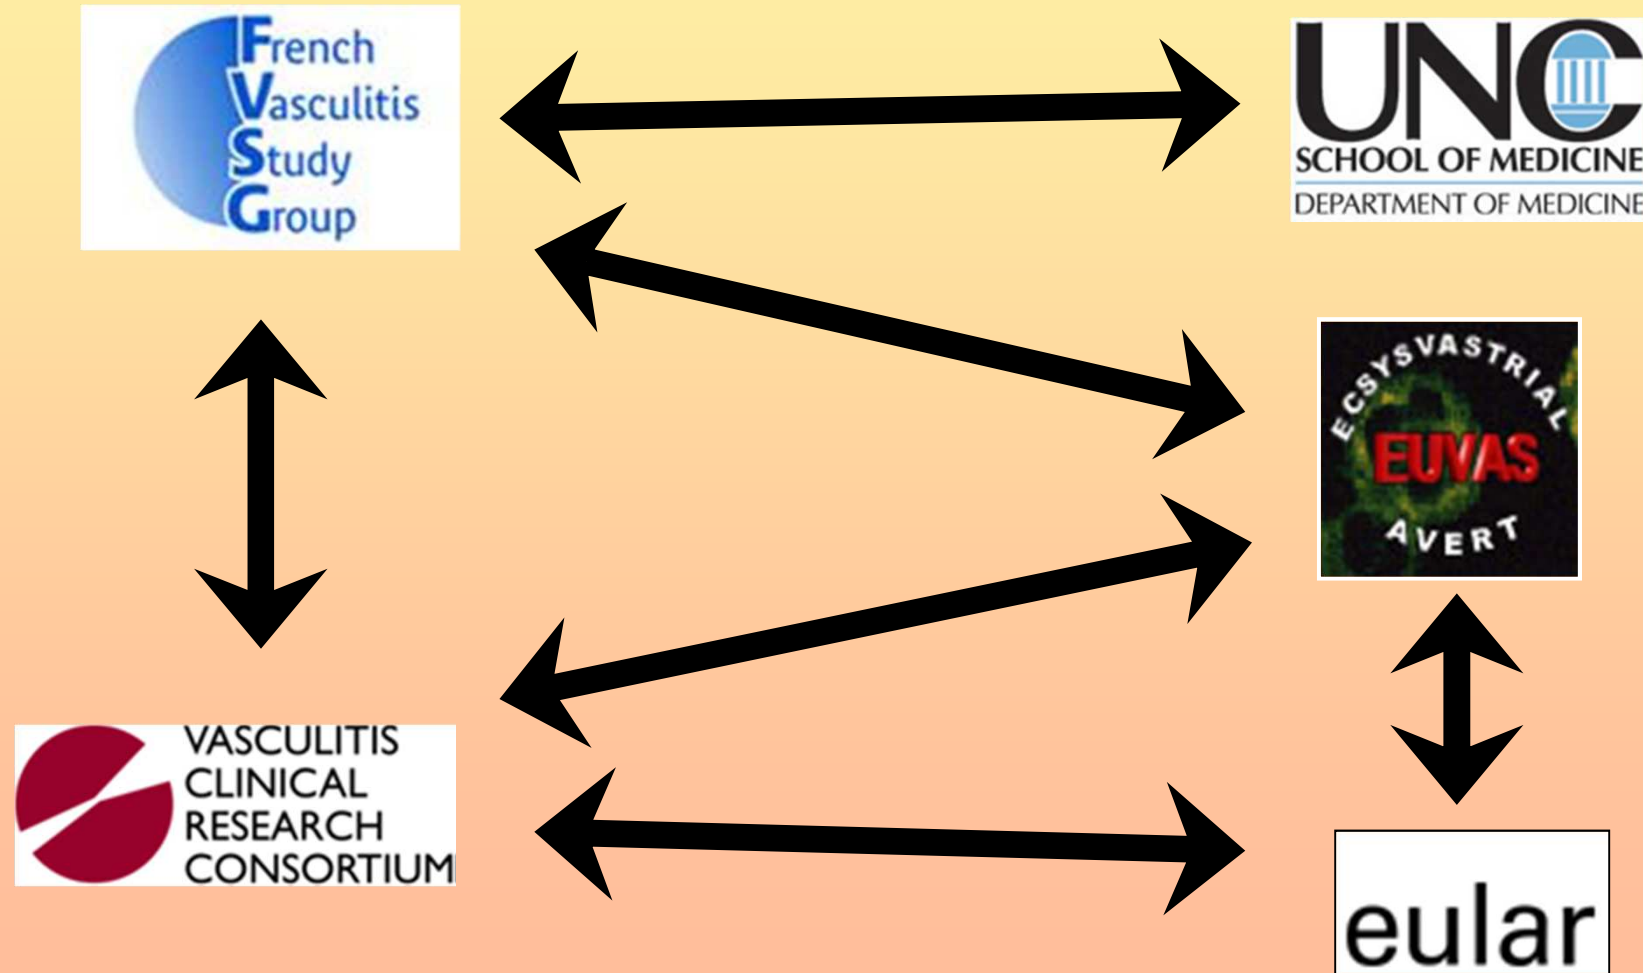 French
Vasculitis
Study
Group
UNC
SCHOOL OF MEDICINE
DEPARTMENT OF MEDICINE
ECSYSVASTRIAL
EUVAS
AVERT
VASCULITIS
CLINICAL
RESEARCH
CONSORTIUM
eular